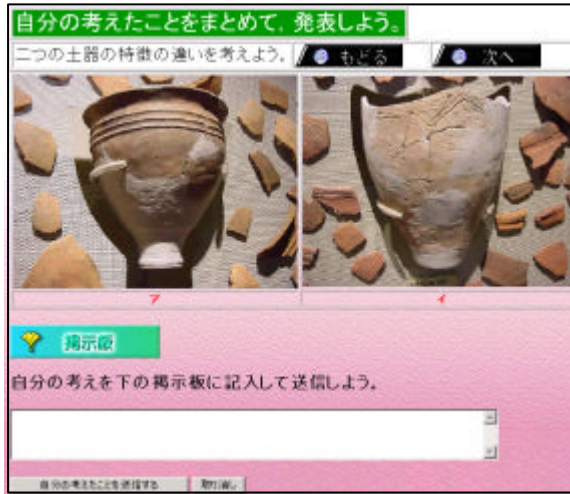 自分の考えたことをまとめて，発表しよう。
二つの土器の特徴の違いを考えよう。 もどる 次へ
ア イ
掲示版
自分の考えを下の掲示板に記入して送信しよう。
自分の考えたことを送信する 取り消し